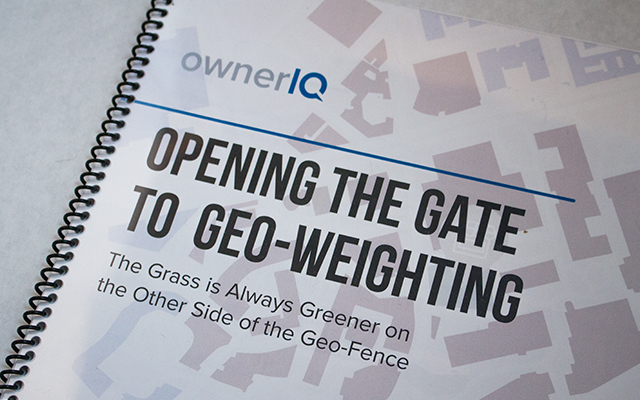 ownerIQ
OPENING THE GATE
TO GEO-WEIGHTING
The Grass is Always Greener on
the Other Side of the Geo-Fence